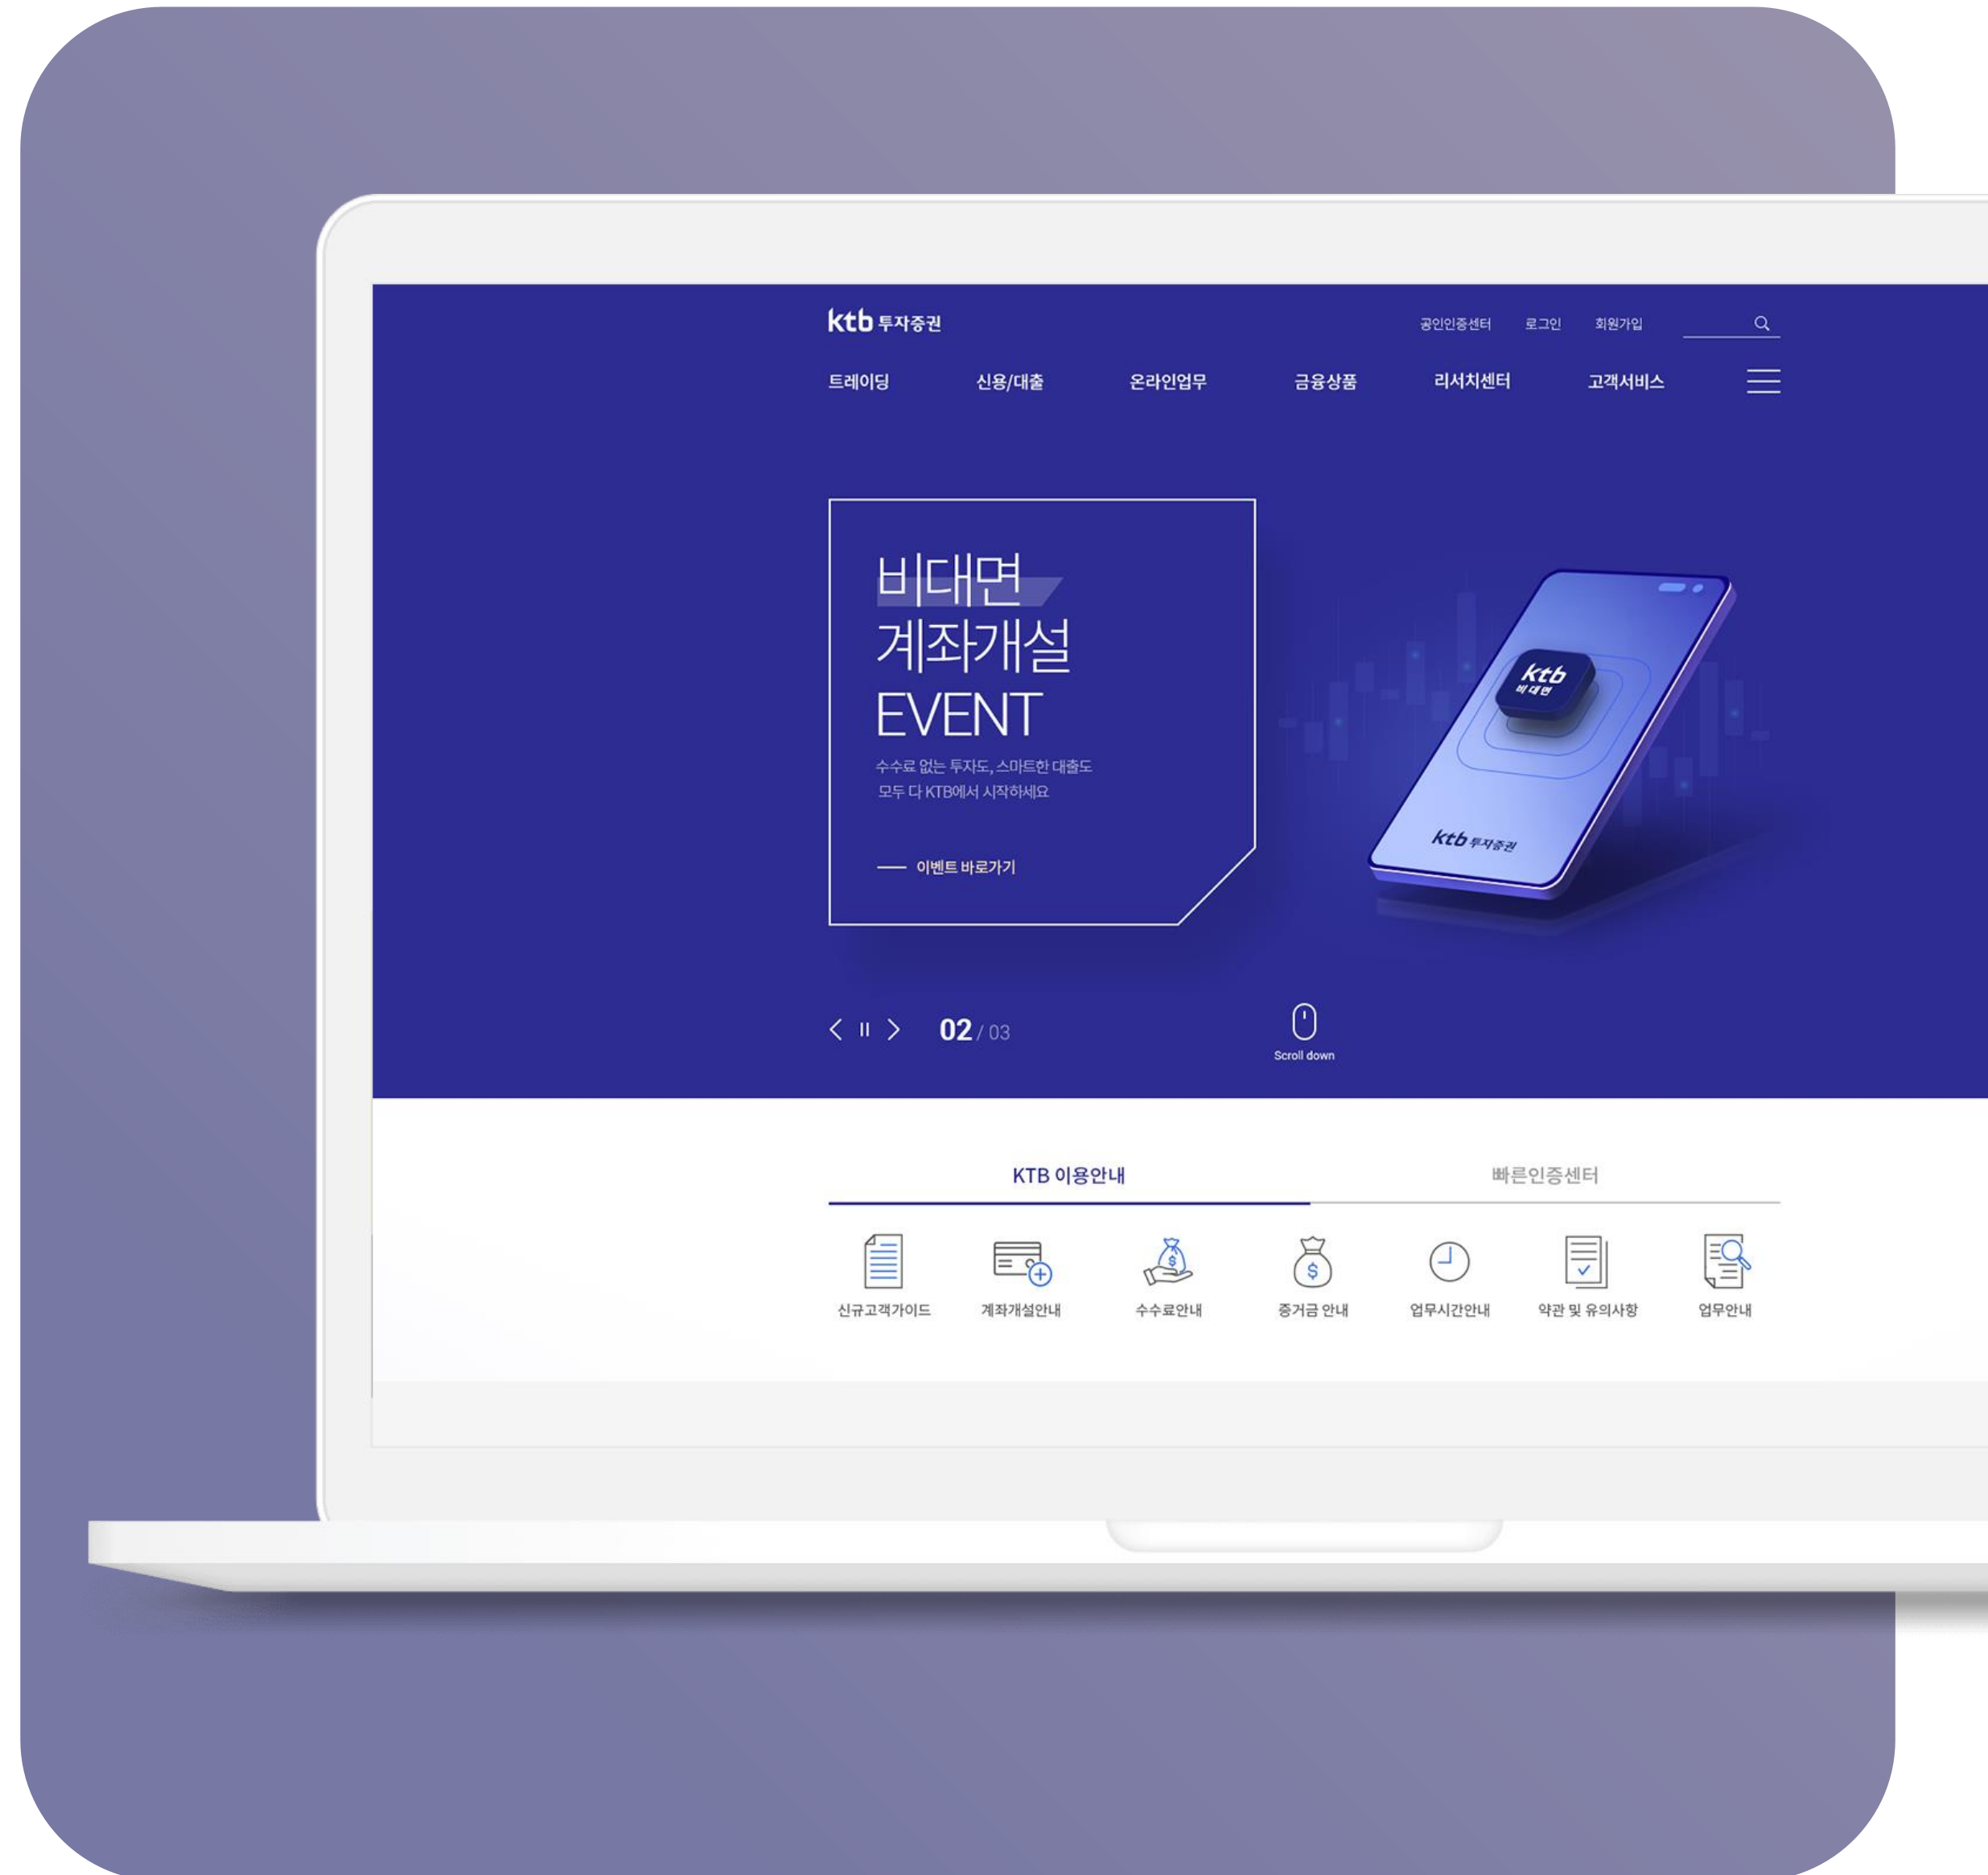 ktb 투자증권
공인인증센터 로그인 회원가입
트레이딩 신용/대출 온라인업무 금융상품 리서치센터 고객서비스
비대면
계좌개설
EVENT
수수료 없는 투자도, 스마트한 대출도
모두 다 KTB에서 시작하세요
이벤트 바로가기
ktb
비대면
ktb 투자증권
02 / 03
Scroll down
KTB 이용안내 빠른인증센터
신규고객가이드 계좌개설안내 수수료안내 증거금 안내 업무시간안내 약관 및 유의사항 업무안내